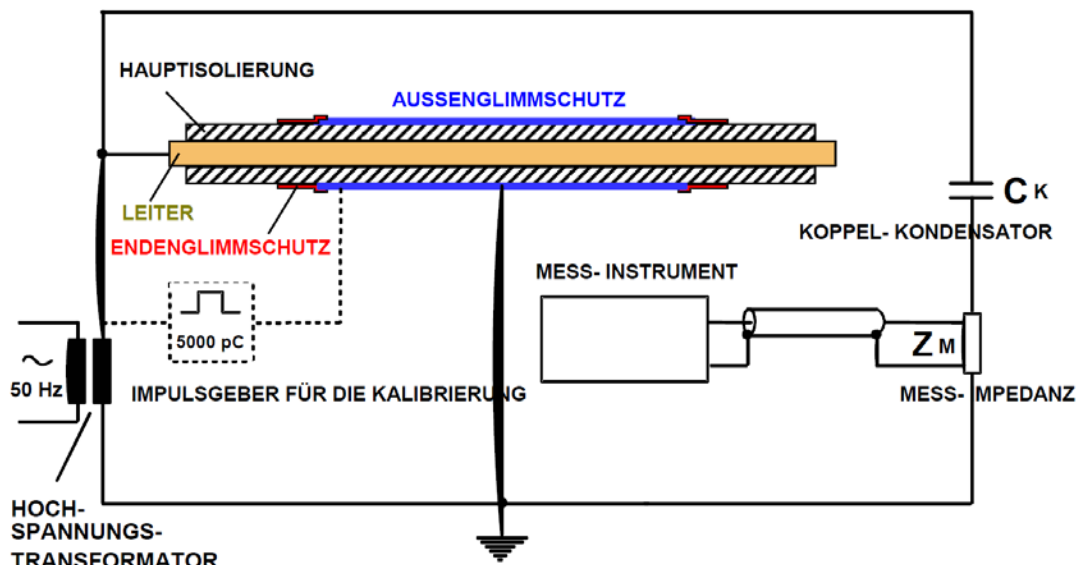 HAUPTISOLIERUNG
AUSSENGLIMMSCHUTZ
LEITER
ENDENGLIMMSCHUTZ
C K
KOPPEL- KONDENSATOR
MESS- INSTRUMENT
5000 pC
Z M
~
50 Hz
IMPULSGEBER FÜR DIE KALIBRIERUNG
MESS- MPEDANZ
HOCH-
SPANNUNGS-
TRANSFORMATOR